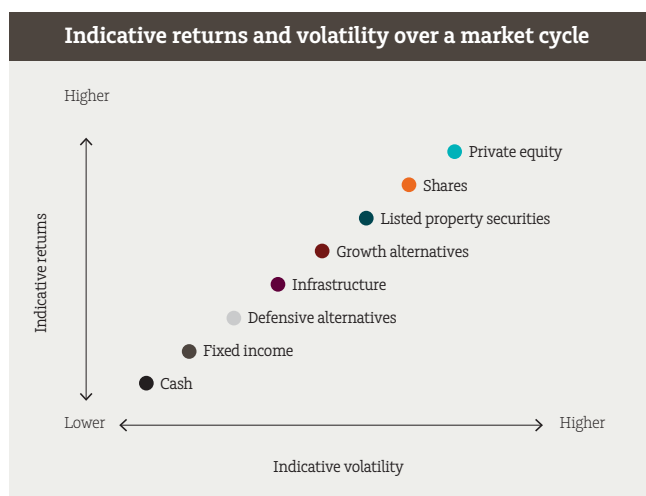 Indicative returns and volatility over a market cycle
Higher
Private equity
Shares
Listed property securities
Growth alternatives
Infrastructure
Defensive alternatives
Fixed income
Cash
Indicative returns
Lower
Higher
Indicative volatility